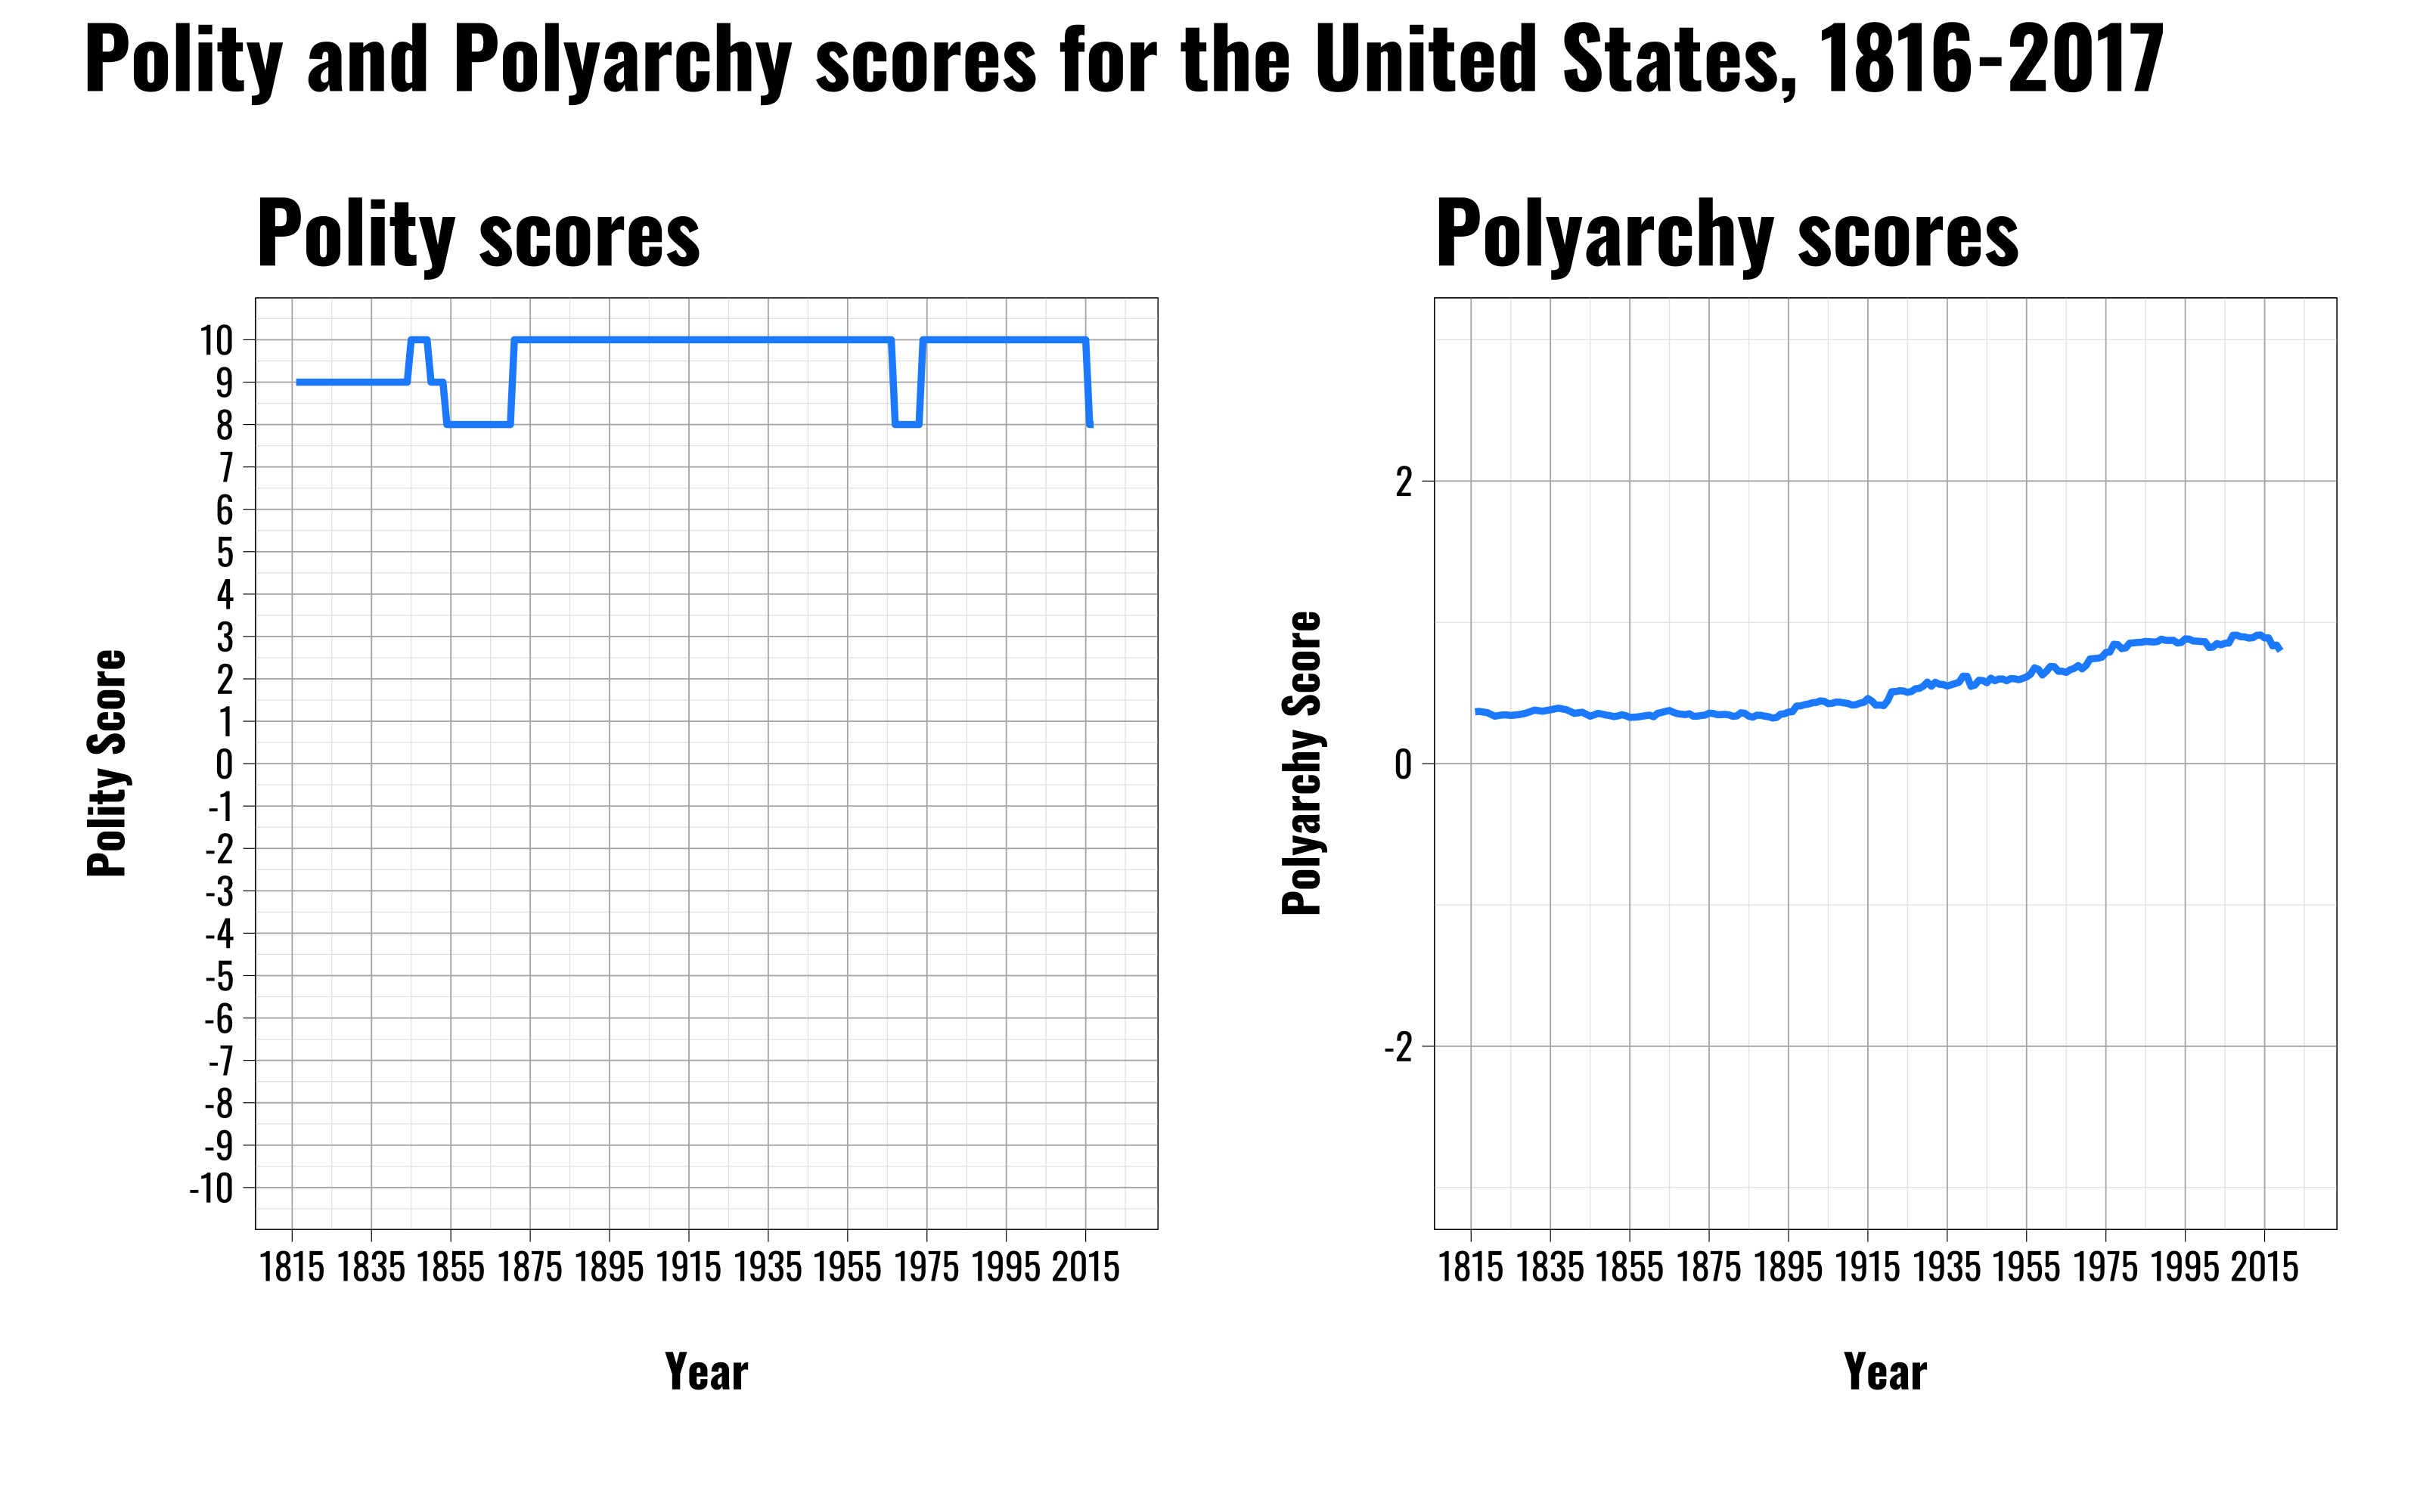 Polity and Polyarchy scores for the United States, 1816-2017
Polity scores
Polity Score
10
9
8
7
6
5
4
3
2
1
0
-1
-2
-3
-4
-5
-6
-7
-8
-9
-10
1815 1835 1855 1875 1895 1915 1935 1955 1975 1995 2015
Year
Polyarchy scores
Polyarchy Score
2
0
-2
1815 1835 1855 1875 1895 1915 1935 1955 1975 1995 2015
Year